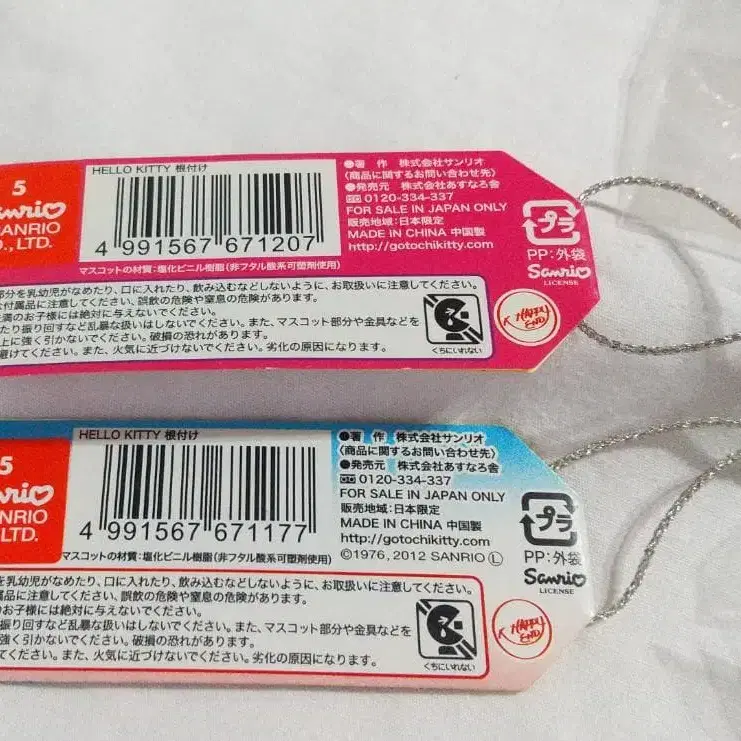 5
Sanrio
SANRIO
CO., LTD.
HELLO KITTY 根付け
4 991567 671207
マスコットの材質:塩化ビニル樹脂(非フタル酸系可塑剤使用)
●著 作 株式会社サンリオ
(商品に関するお問い合わせ先)
●発売元 株式会社あすなろ舎
0120-334-337
FOR SALE IN JAPAN ONLY
販売地域:日本限定
MADE IN CHINA 中国製
http://gotochikitty.com
プラ
PP:外袋
Sanrio
LICENSE
部分を乳幼児がなめたり、口に入れたり、飲み込むなどしないように、お取扱いに注意してください。
付属品に注意してください、誤飲の危険や窒息の危険があります。
満のお子様には絶対に与えないでください。
たり振り回すなど乱暴な扱いはしないでください。また、マスコット部分や金具などを
上に強く引かないでください。破損の恐れがあります。
避けてください。また、火気に近づけないでください。劣化の原因になります。
くちにいれない
HAPPY
END
5
Sanrio
SANRIO
CO., LTD.
HELLO KITTY 根付け
4 991567 671177
マスコットの材質:塩化ビニル樹脂(非フタル酸系可塑剤使用)
●著 作 株式会社サンリオ
(商品に関するお問い合わせ先)
●発売元 株式会社あすなろ舎
0120-334-337
FOR SALE IN JAPAN ONLY
販売地域:日本限定
MADE IN CHINA 中国製
http://gotochikitty.com
©1976, 2012 SANRIO Ⓛ
プラ
PP:外袋
Sanrio
LICENSE
を乳幼児がなめたり、口に入れたり、飲み込むなどしないように、お取扱いに注意してください。
属品に注意してください。誤飲の危険や窒息の危険があります。
のお子様には絶対に与えないでください。
振り回すなど乱暴な扱いはしないでください。また、マスコット部分や金具などを
強く引かないでください。破損の恐れがあります。
てください。また、火気に近づけないでください。劣化の原因になります。
くちにいれない
HAPPY
END